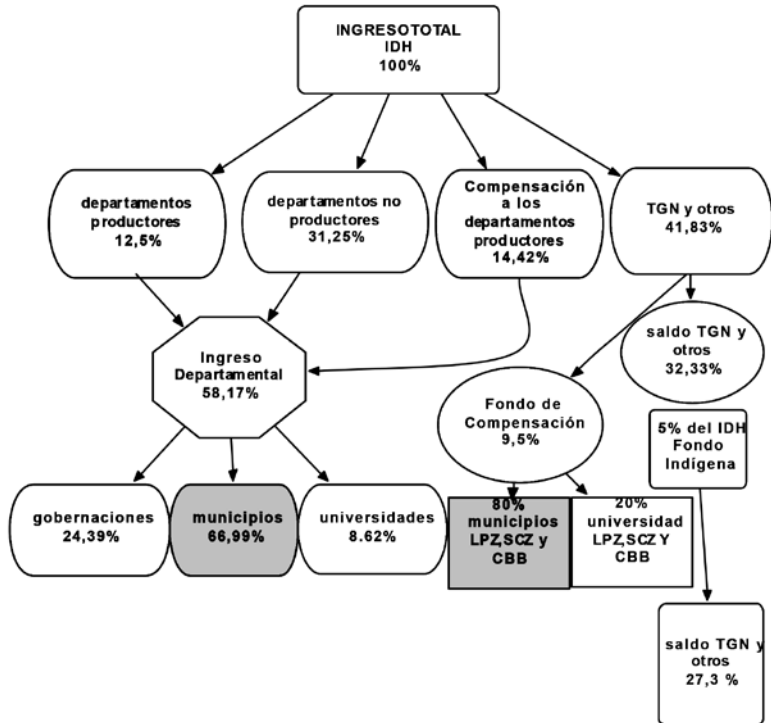 INGRESOTOTAL
IDH
100%
departamentos
productores
12,5%
departamentos no
productores
31,25%
Compensación
a los
departamentos
productores
14,42%
TGN y otros
41,83%
Ingreso
Departamental
58,17%
saldo TGN y
otros
32,33%
Fondo de
Compensación
9,5%
5% del IDH
Fondo
Indígena
gobernaciones
24,39%
municipios
66,99%
universidades
8.62%
80%
municipios
LPZ,SCZ y
CBB
20%
universidad
LPZ,SCZ Y
CBB
saldo TGN y
otros
27,3 %